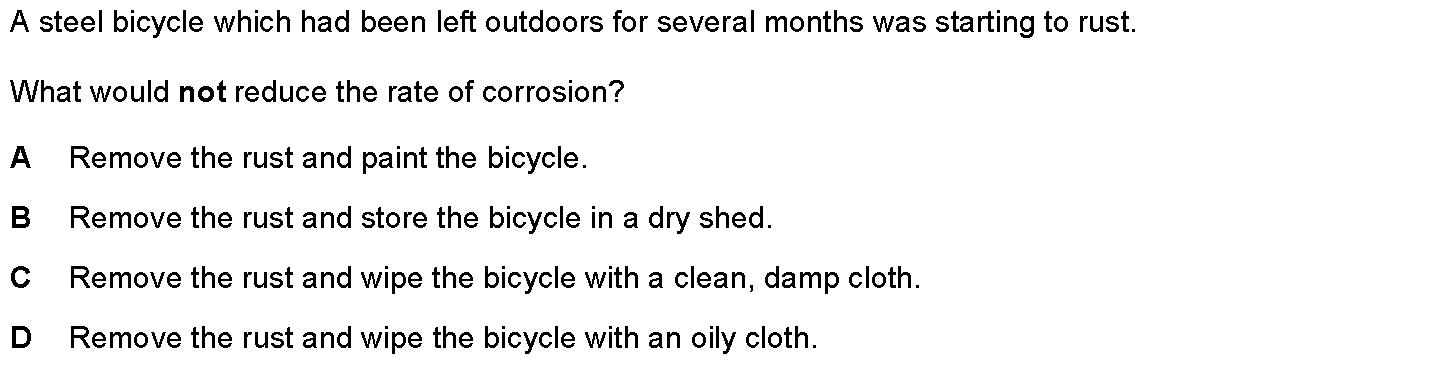 A steel bicycle which had been left outdoors for several months was starting to rust.
What would not reduce the rate of corrosion?
A Remove the rust and paint the bicycle.
B Remove the rust and store the bicycle in a dry shed.
C Remove the rust and wipe the bicycle with a clean, damp cloth.
D Remove the rust and wipe the bicycle with an oily cloth.